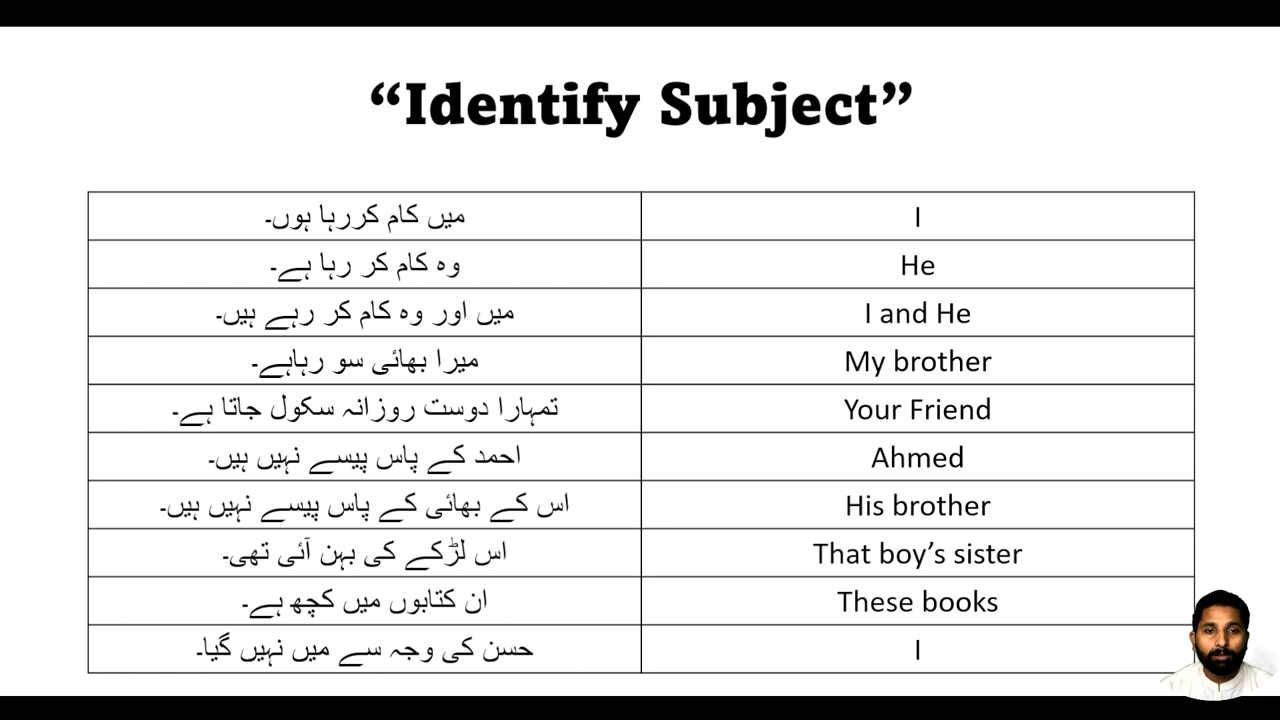 “Identify Subject”
میں کام کررہا ہوں۔
I
وہ کام کر رہا ہے۔
He
میں اور وہ کام کر رہے ہیں۔
I and He
میرا بھائی سو رہاہے۔
My brother
تمہارا دوست روزانہ سکول جاتا ہے۔
Your Friend
احمد کے پاس پیسے نہیں ہیں۔
Ahmed
اس کے بھائی کے پاس پیسے نہیں ہیں۔
His brother
اس لڑکے کی بہن آئی تھی۔
That boy’s sister
ان کتابوں میں کچھ ہے۔
These books
حسن کی وجہ سے میں نہیں گیا۔
I